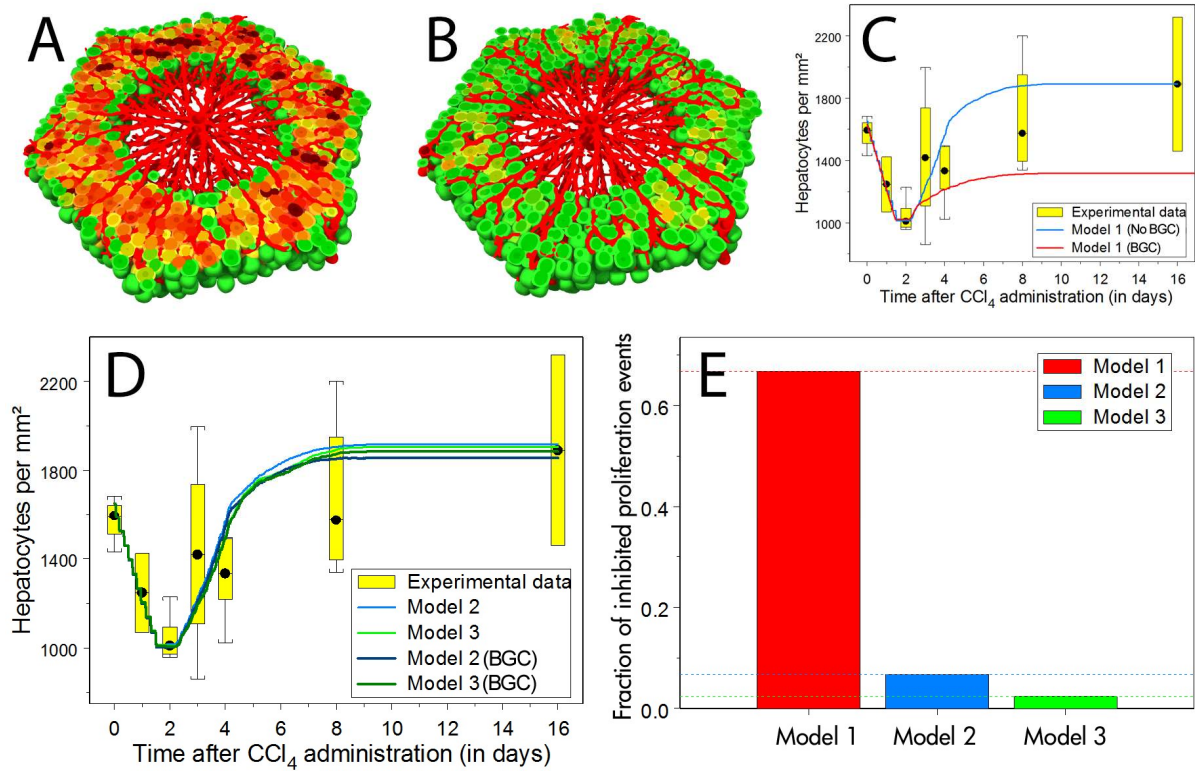 A
B
C
Hepatocytes per mm²
2200
1800
1400
1000
Experimental data
Model 1 (No BGC)
Model 1 (BGC)
0 2 4 6 8 10 12 14 16
Time after CCl4 administration (in days)
D
Hepatocytes per mm²
2200
1800
1400
1000
Experimental data
Model 2
Model 3
Model 2 (BGC)
Model 3 (BGC)
0 2 4 6 8 10 12 14 16
Time after CCl4 administration (in days)
E
Fraction of inhibited proliferation events
0.6
0.4
0.2
0.0
Model 1
Model 2
Model 3
Model 1 Model 2 Model 3